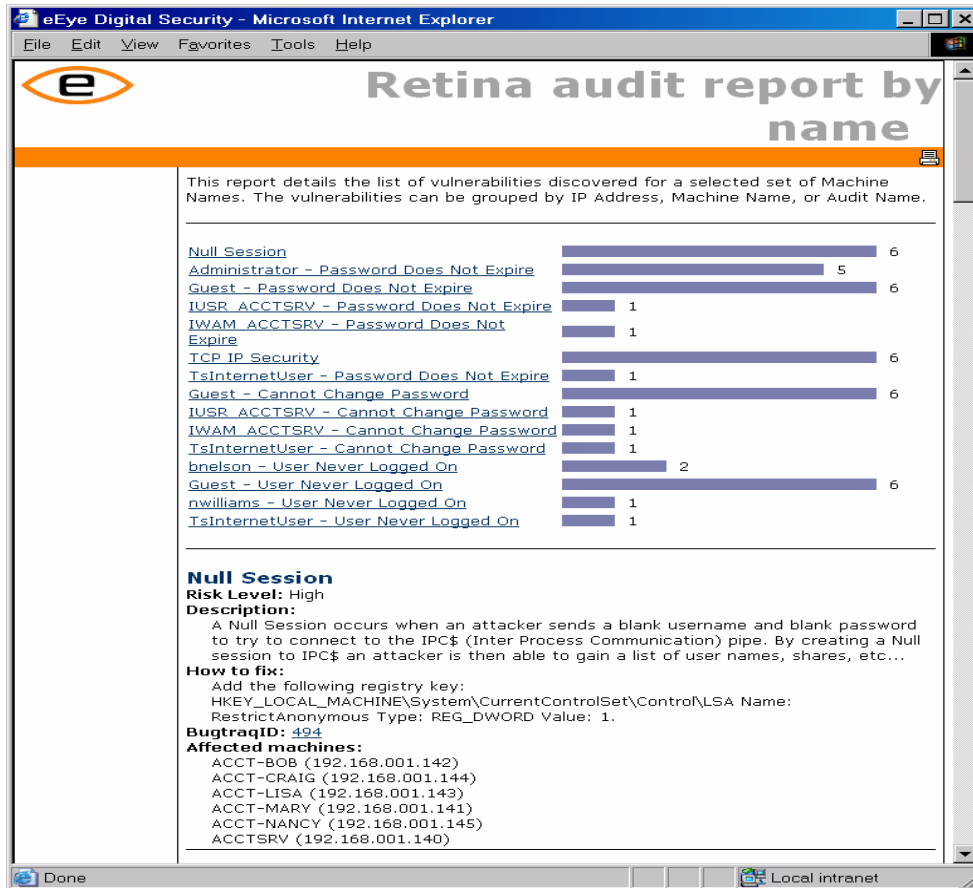 eEye Digital Security - Microsoft Internet Explorer
File Edit View Favorites Tools Help
e
Retina audit report by
name
This report details the list of vulnerabilities discovered for a selected set of Machine
Names. The vulnerabilities can be grouped by IP Address, Machine Name, or Audit Name.
Null Session 6
Administrator - Password Does Not Expire 5
Guest - Password Does Not Expire 6
IUSR_ACCTSRV - Password Does Not Expire 1
IWAM_ACCTSRV - Password Does Not
Expire 1
TCP IP Security 6
TsInternetUser - Password Does Not Expire 1
Guest - Cannot Change Password 6
IUSR_ACCTSRV - Cannot Change Password 1
IWAM_ACCTSRV - Cannot Change Password 1
TsInternetUser - Cannot Change Password 1
bnelson - User Never Logged On 2
Guest - User Never Logged On 6
nwilliams - User Never Logged On 1
TsInternetUser - User Never Logged On 1
Null Session
Risk Level: High
Description:
A Null Session occurs when an attacker sends a blank username and blank password
to try to connect to the IPC$ (Inter Process Communication) pipe. By creating a Null
session to IPC$ an attacker is then able to gain a list of user names, shares, etc...
How to fix:
Add the following registry key:
HKEY_LOCAL_MACHINE\System\CurrentControlSet\Control\LSA Name:
RestrictAnonymous Type: REG_DWORD Value: 1.
BugtraqID: 494
Affected machines:
ACCT-BOB (192.168.001.142)
ACCT-CRAIG (192.168.001.144)
ACCT-LISA (192.168.001.143)
ACCT-MARY (192.168.001.141)
ACCT-NANCY (192.168.001.145)
ACCTSRV (192.168.001.140)
Done Local intranet